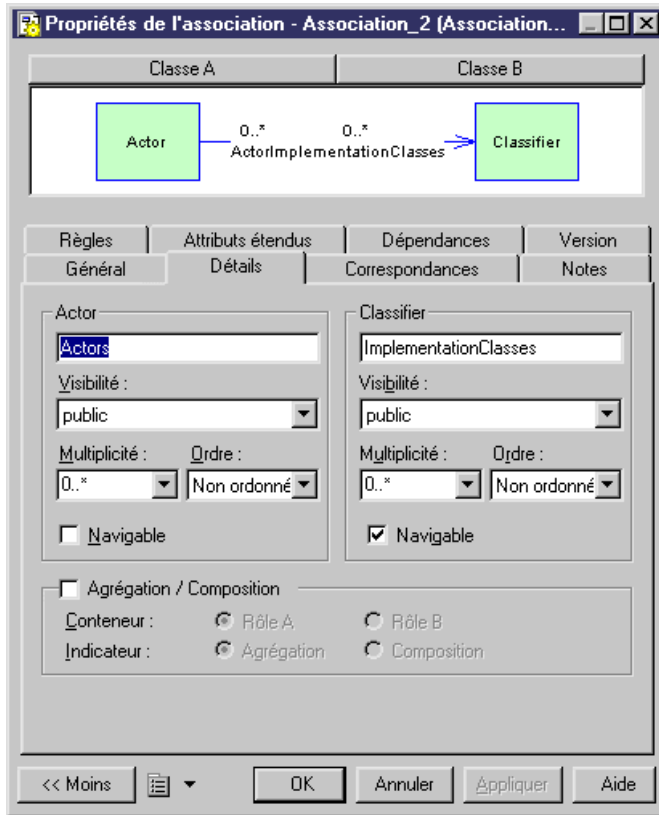 Propriétés de l'association - Association_2 (Association...
Classe A Classe B
Actor 0..* 0..* Classifier
ActorImplementationClasses
Règles Attributs étendus Dépendances Version
Général Détails Correspondances Notes
Actor Classifier
Actors ImplementationClasses
Visibilité : Visibilité :
public public
Multiplicité : Ordre : Multiplicité : Ordre :
0..* Non ordonné 0..* Non ordonné
Navigable Navigable
Agrégation / Composition
Conteneur : Rôle A Rôle B
Indicateur : Agrégation Composition
<< Moins OK Annuler Appliquer Aide